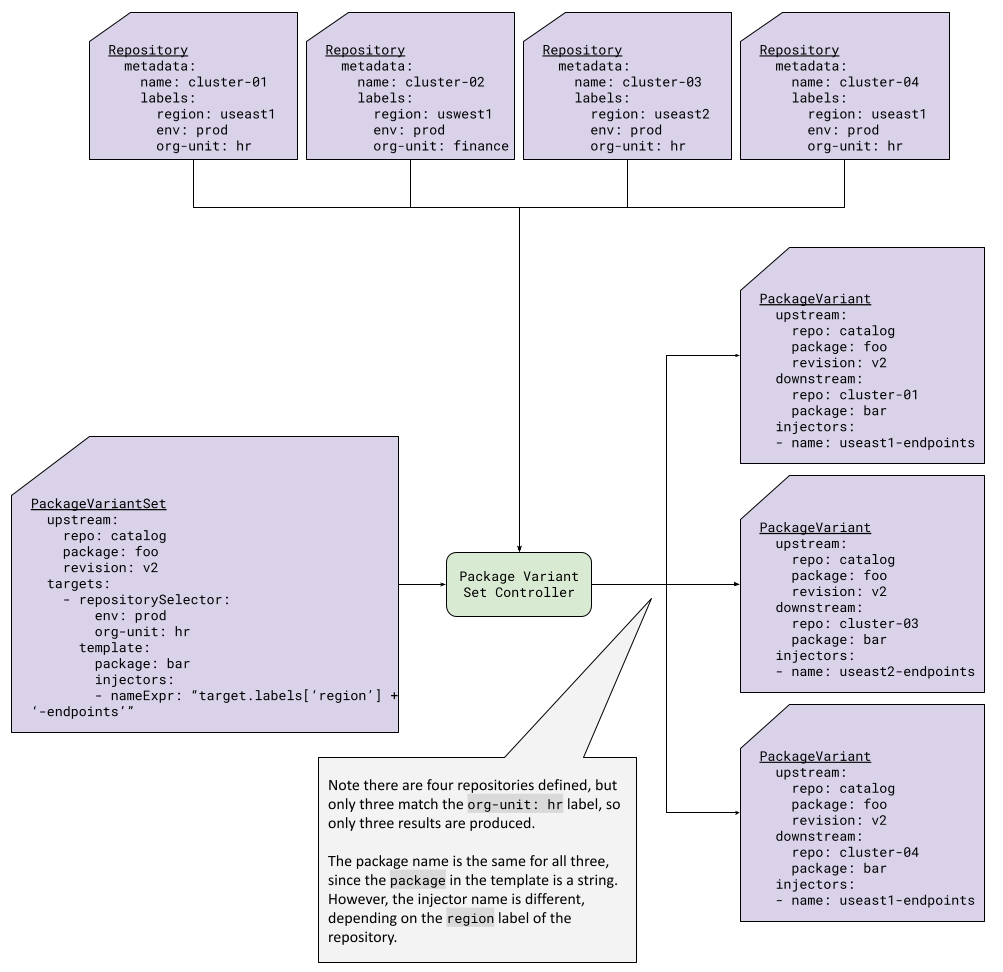 Repository
metadata:
name: cluster-01
labels:
region: useast1
env: prod
org-unit: hr
Repository
metadata:
name: cluster-02
labels:
region: uswest1
env: prod
org-unit: finance
Repository
metadata:
name: cluster-03
labels:
region: useast2
env: prod
org-unit: hr
Repository
metadata:
name: cluster-04
labels:
region: useast1
env: prod
org-unit: hr
PackageVariantSet
upstream:
repo: catalog
package: foo
revision: v2
targets:
- repositorySelector:
env: prod
org-unit: hr
template:
package: bar
injectors:
- nameExpr: “target.labels[‘region’] +
‘-endpoints’”
Package Variant
Set Controller
PackageVariant
upstream:
repo: catalog
package: foo
revision: v2
downstream:
repo: cluster-01
package: bar
injectors:
- name: useast1-endpoints
PackageVariant
upstream:
repo: catalog
package: foo
revision: v2
downstream:
repo: cluster-03
package: bar
injectors:
- name: useast2-endpoints
PackageVariant
upstream:
repo: catalog
package: foo
revision: v2
downstream:
repo: cluster-04
package: bar
injectors:
- name: useast1-endpoints
Note there are four repositories defined, but
only three match the org-unit: hr label, so
only three results are produced.
The package name is the same for all three,
since the package in the template is a string.
However, the injector name is different,
depending on the region label of the
repository.